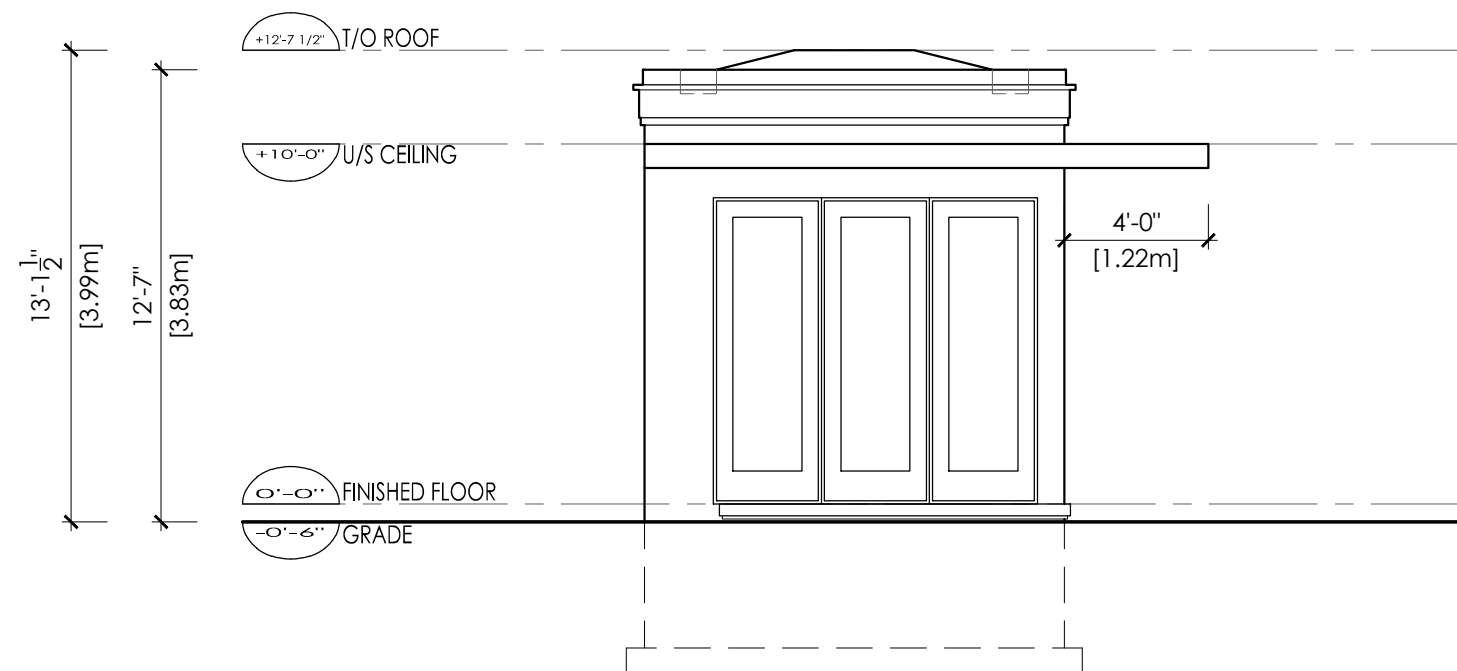 +12'-7 1/2" T/O ROOF
+10'-0" U/S CEILING
13'-1 1/2"
[3.99m]
12'-7"
[3.83m]
4'-0"
[1.22m]
0'-0" FINISHED FLOOR
-0'-6" GRADE